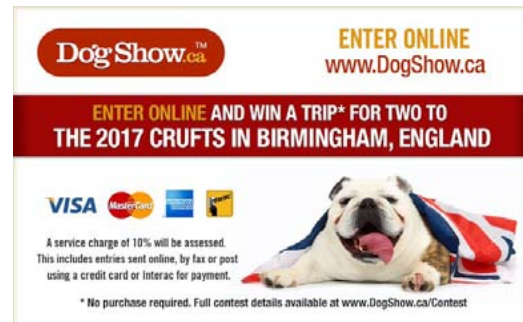 DogShow.ca™
ENTER ONLINE
www.DogShow.ca
ENTER ONLINE AND WIN A TRIP* FOR TWO TO
THE 2017 CRUFTS IN BIRMINGHAM, ENGLAND
VISA MasterCard
A service charge of 10% will be assessed.
This includes entries sent online, by fax or post
using a credit card or Interac for payment.
* No purchase required. Full contest details available at www.DogShow.ca/Contest